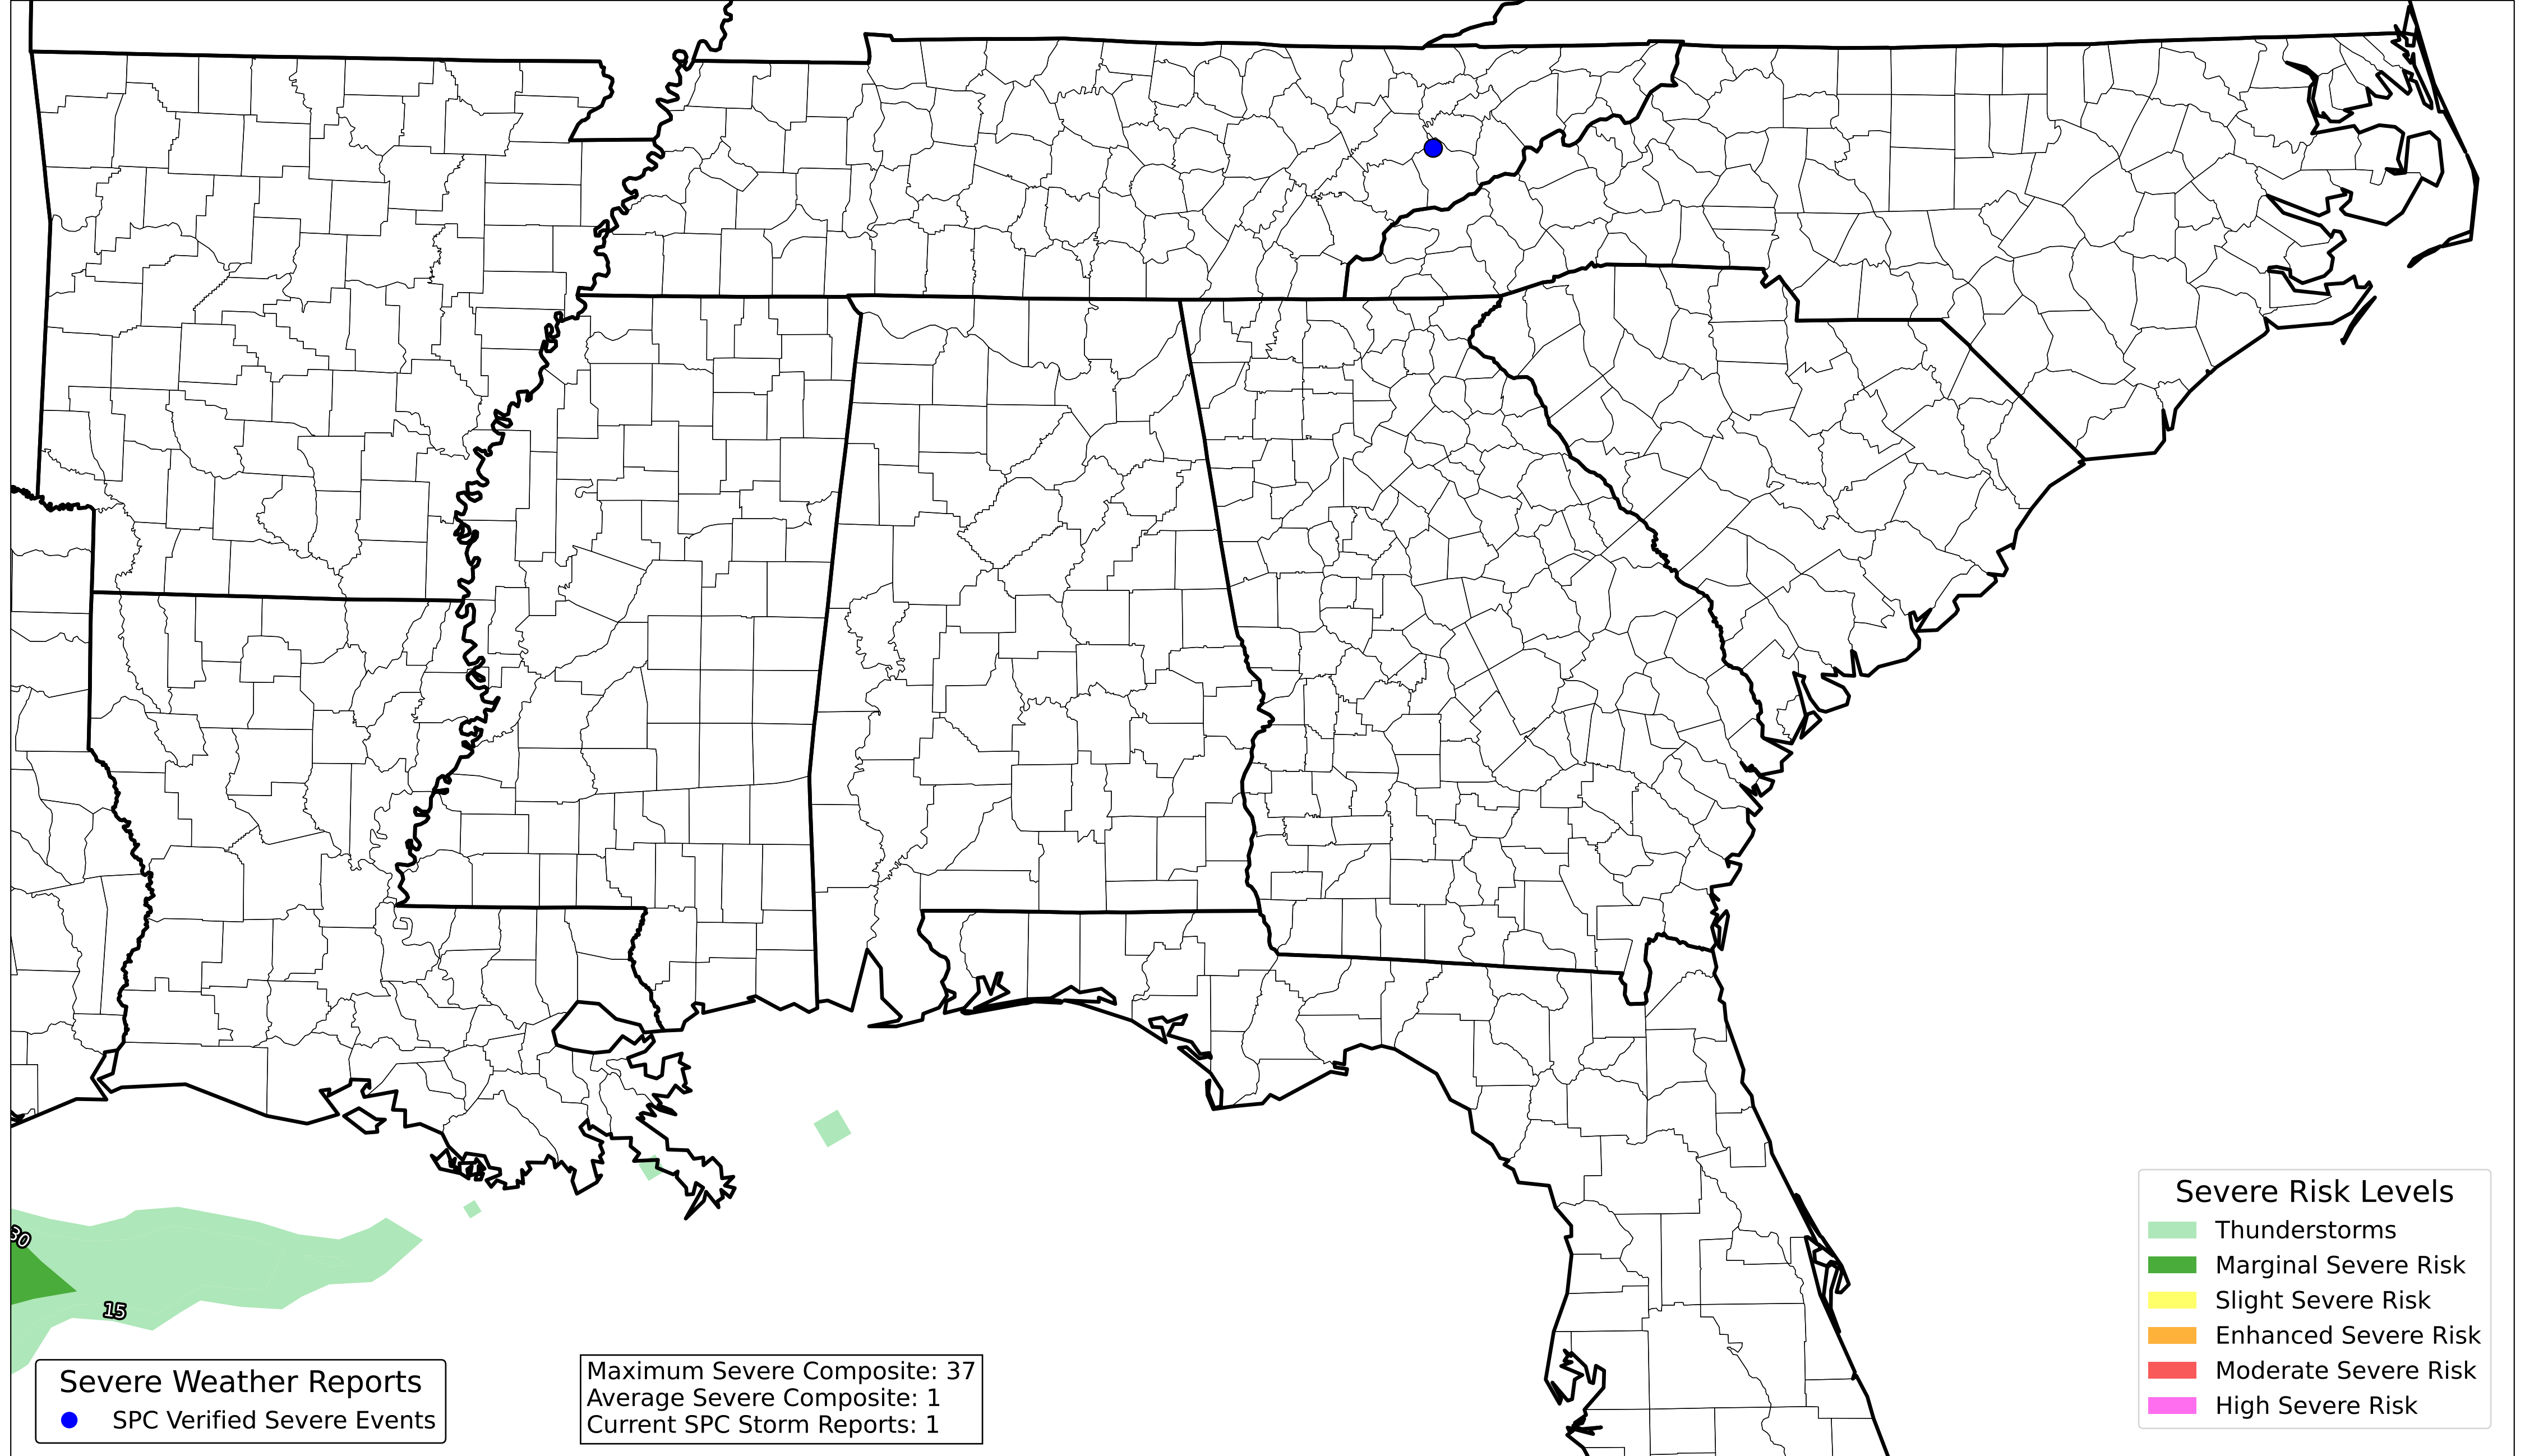 30
15
Severe Weather Reports
SPC Verified Severe Events
Maximum Severe Composite: 37
Average Severe Composite: 1
Current SPC Storm Reports: 1
Severe Risk Levels
Thunderstorms
Marginal Severe Risk
Slight Severe Risk
Enhanced Severe Risk
Moderate Severe Risk
High Severe Risk